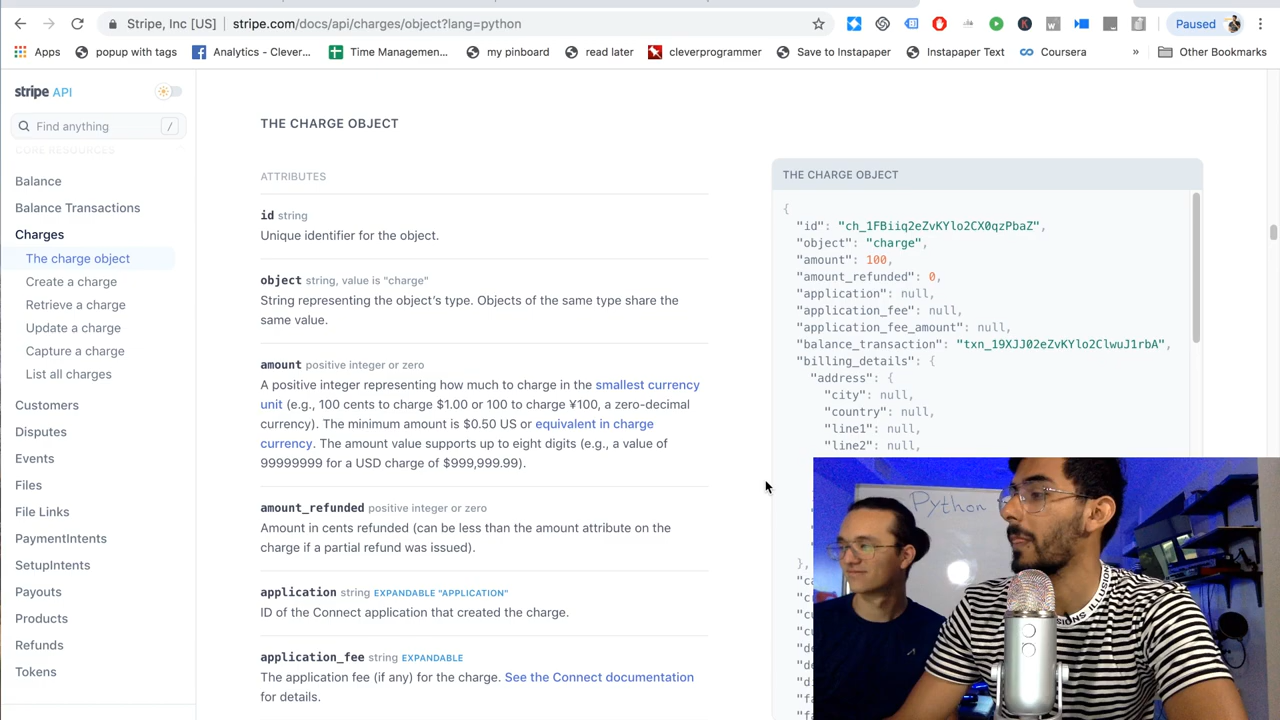 Stripe, Inc [US] | stripe.com/docs/api/charges/object?lang=python
Paused
Apps
popup with tags
Analytics - Clever...
Time Managemen...
my pinboard
read later
cleverprogrammer
Save to Instapaper
Instapaper Text
Coursera
»
Other Bookmarks
stripe API
Find anything /
CORE RESOURCES
Balance
Balance Transactions
Charges
The charge object
Create a charge
Retrieve a charge
Update a charge
Capture a charge
List all charges
Customers
Disputes
Events
Files
File Links
PaymentIntents
SetupIntents
Payouts
Products
Refunds
Tokens
THE CHARGE OBJECT
ATTRIBUTES
id string
Unique identifier for the object.
object string, value is "charge"
String representing the object's type. Objects of the same type share the
same value.
amount positive integer or zero
A positive integer representing how much to charge in the smallest currency
unit (e.g., 100 cents to charge $1.00 or 100 to charge ¥100, a zero-decimal
currency). The minimum amount is $0.50 US or equivalent in charge
currency. The amount value supports up to eight digits (e.g., a value of
99999999 for a USD charge of $999,999.99).
amount_refunded positive integer or zero
Amount in cents refunded (can be less than the amount attribute on the
charge if a partial refund was issued).
application string EXPANDABLE "APPLICATION"
ID of the Connect application that created the charge.
application_fee string EXPANDABLE
The application fee (if any) for the charge. See the Connect documentation
for details.
THE CHARGE OBJECT
{
"id": "ch_1FBiiq2eZvKYlo2CX0qzPbaZ",
"object": "charge",
"amount": 100,
"amount_refunded": 0,
"application": null,
"application_fee": null,
"application_fee_amount": null,
"balance_transaction": "txn_19XJJ02eZvKYlo2ClwuJ1rbA",
"billing_details": {
"address": {
"city": null,
"country": null,
"line1": null,
"line2": null,
},
Python